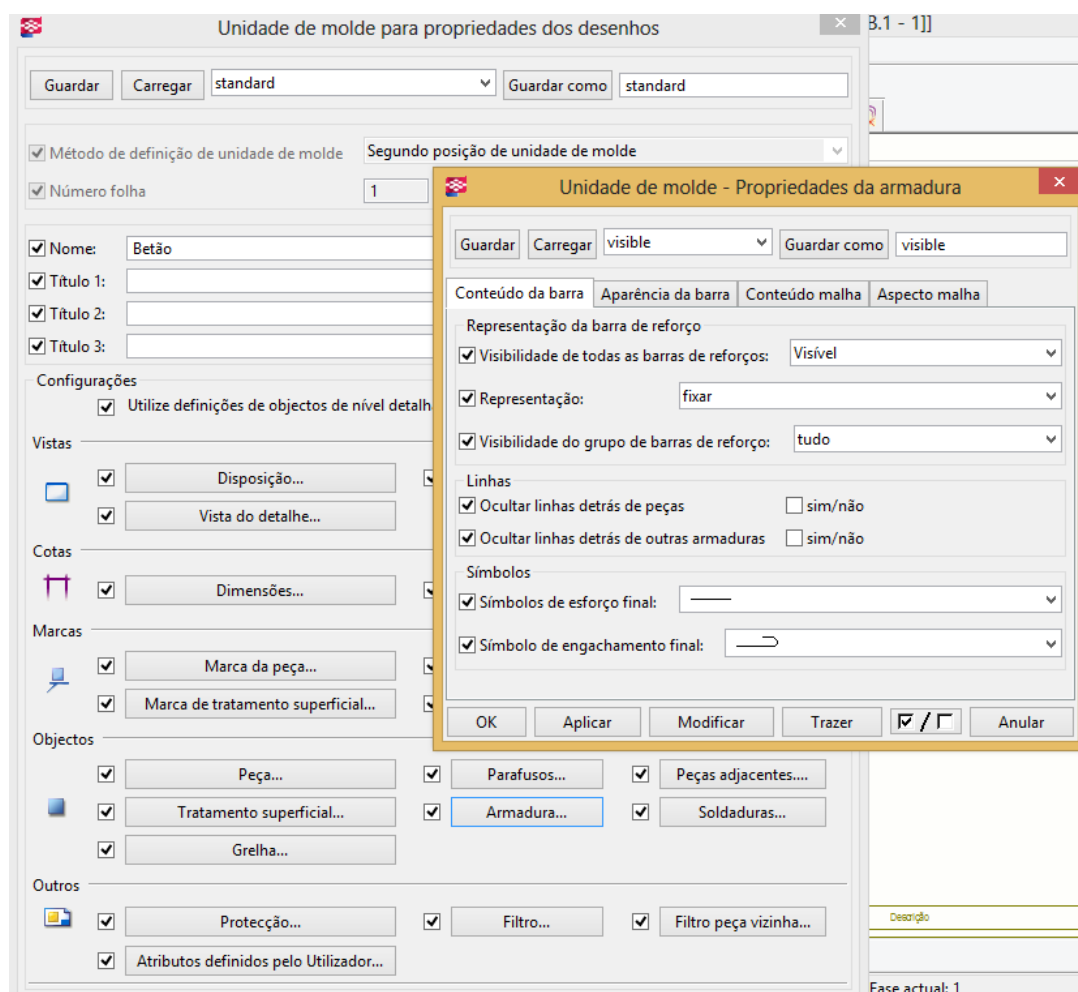 Unidade de molde para propriedades dos desenhos
B.1 - 1]]
Guardar Carregar standard Guardar como standard
Método de definição de unidade de molde Segundo posição de unidade de molde
Número folha 1
Nome: Betão
Título 1:
Título 2:
Título 3:
Configurações
Utilize definições de objectos de nível detalh
Vistas
Disposição...
Vista do detalhe...
Cotas
Dimensões...
Marcas
Marca da peça...
Marca de tratamento superficial...
Objectos
Peça... Parafusos... Peças adjacentes....
Tratamento superficial... Armadura... Soldaduras...
Grelha...
Outros
Protecção... Filtro... Filtro peça vizinha...
Atributos definidos pelo Utilizador...
Unidade de molde - Propriedades da armadura
Guardar Carregar visible Guardar como visible
Conteúdo da barra Aparência da barra Conteúdo malha Aspecto malha
Representação da barra de reforço
Visibilidade de todas as barras de reforços: Visível
Representação: fixar
Visibilidade do grupo de barras de reforço: tudo
Linhas
Ocultar linhas detrás de peças sim/não
Ocultar linhas detrás de outras armaduras sim/não
Símbolos
Símbolos de esforço final:
Símbolo de engachamento final:
OK Aplicar Modificar Trazer / Anular
Descrição
Fase actual: 1